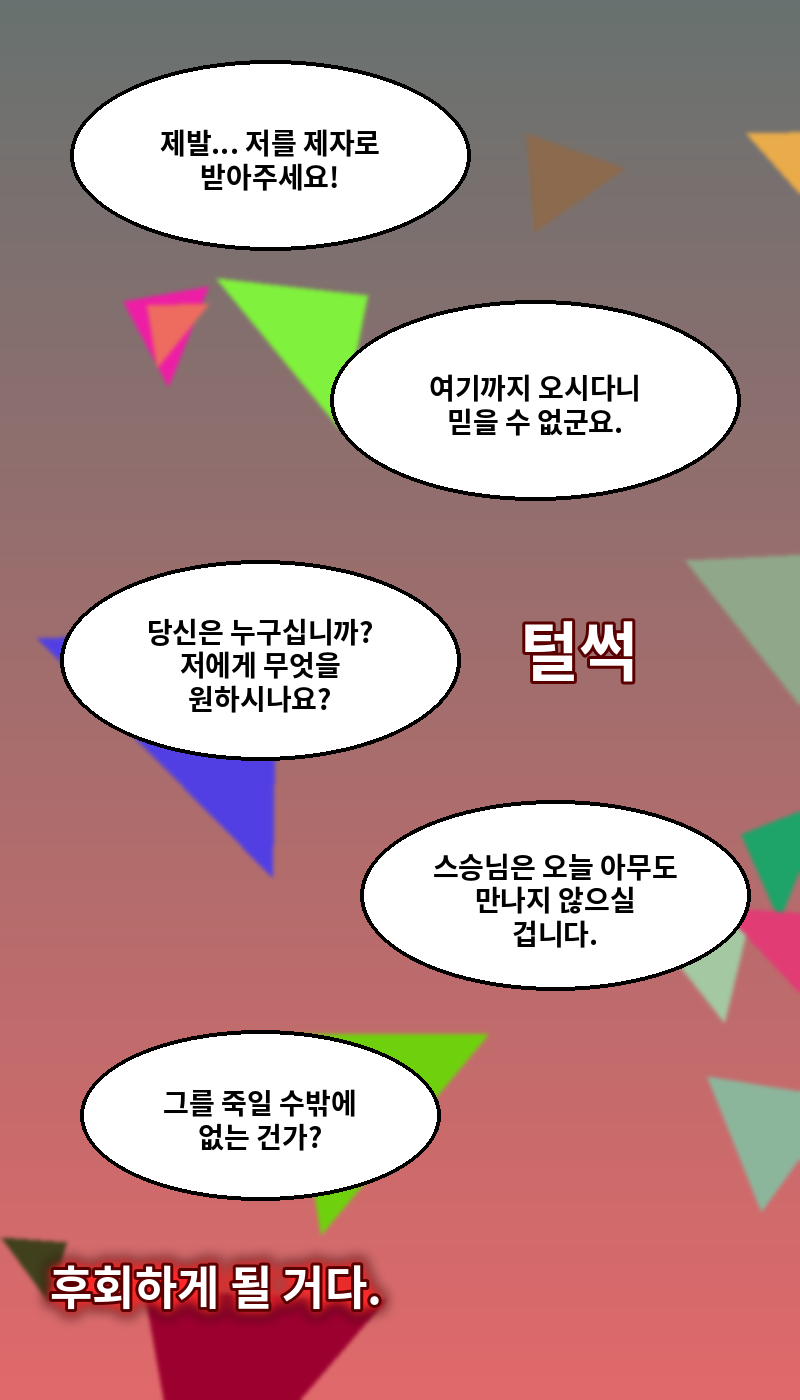 제발... 저를 제자로
받아주세요!
여기까지 오시다니
믿을 수 없군요.
당신은 누구십니까?
저에게 무엇을
원하시나요?
털썩
스승님은 오늘 아무도
만나지 않으실
겁니다.
그를 죽일 수밖에
없는 건가?
후회하게 될 거다.